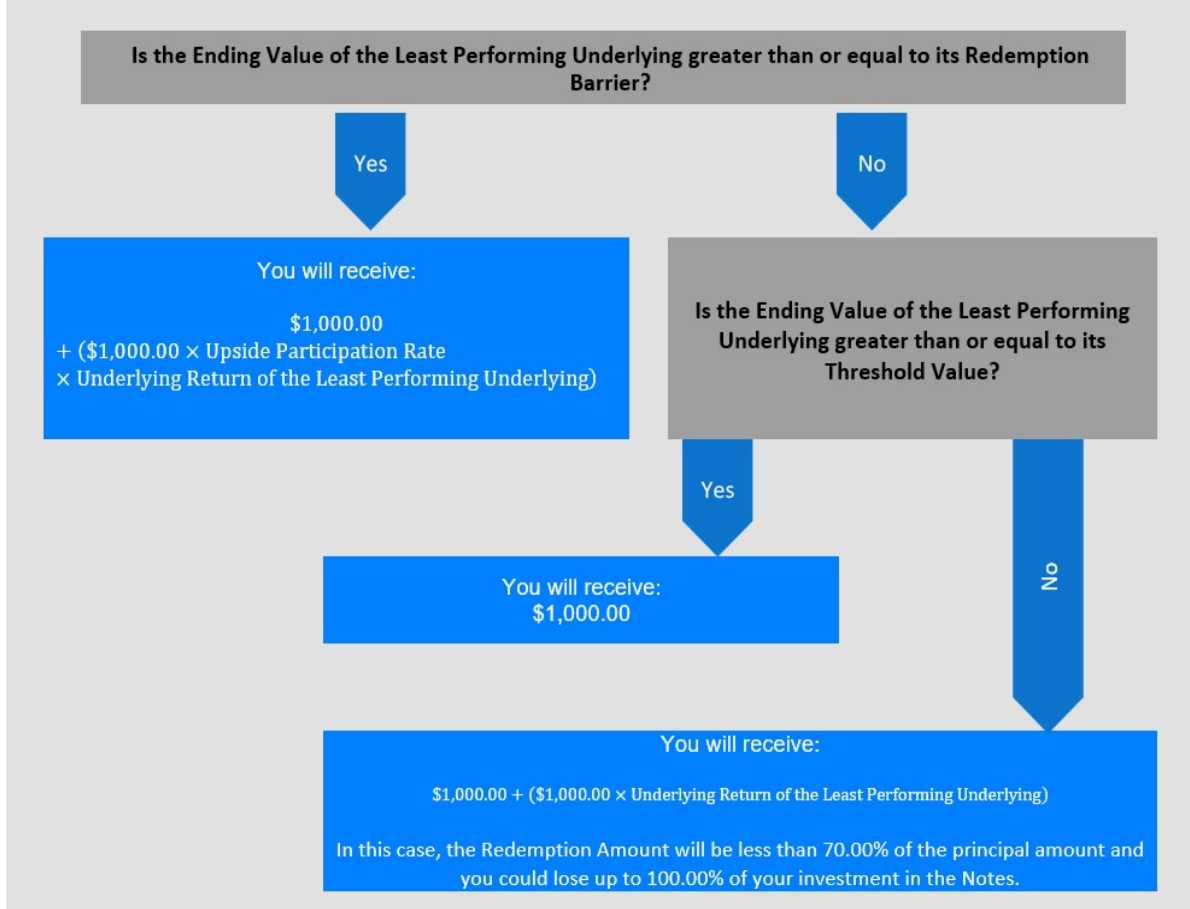 Is the Ending Value of the Least Performing Underlying greater than or equal to its Redemption
Barrier?
Yes
No
You will receive:
$1,000.00
+ ($1,000.00 × Upside Participation Rate
× Underlying Return of the Least Performing Underlying)
Is the Ending Value of the Least Performing
Underlying greater than or equal to its
Threshold Value?
Yes
No
You will receive:
$1,000.00
You will receive:
$1,000.00 + ($1,000.00 × Underlying Return of the Least Performing Underlying)
In this case, the Redemption Amount will be less than 70.00% of the principal amount and
you could lose up to 100.00% of your investment in the Notes.